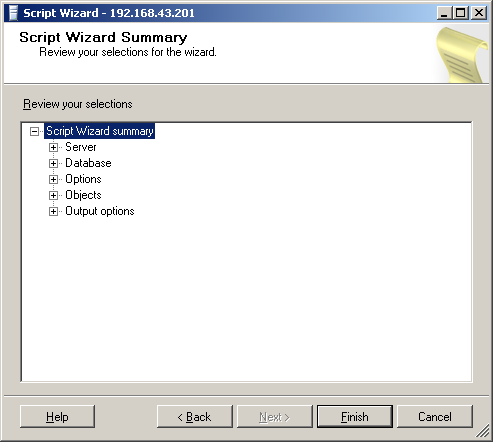 Script Wizard - 192.168.43.201
Script Wizard Summary
Review your selections for the wizard.
Review your selections
Script Wizard summary
Server
Database
Options
Objects
Output options
Help
< Back
Next >
Finish
Cancel